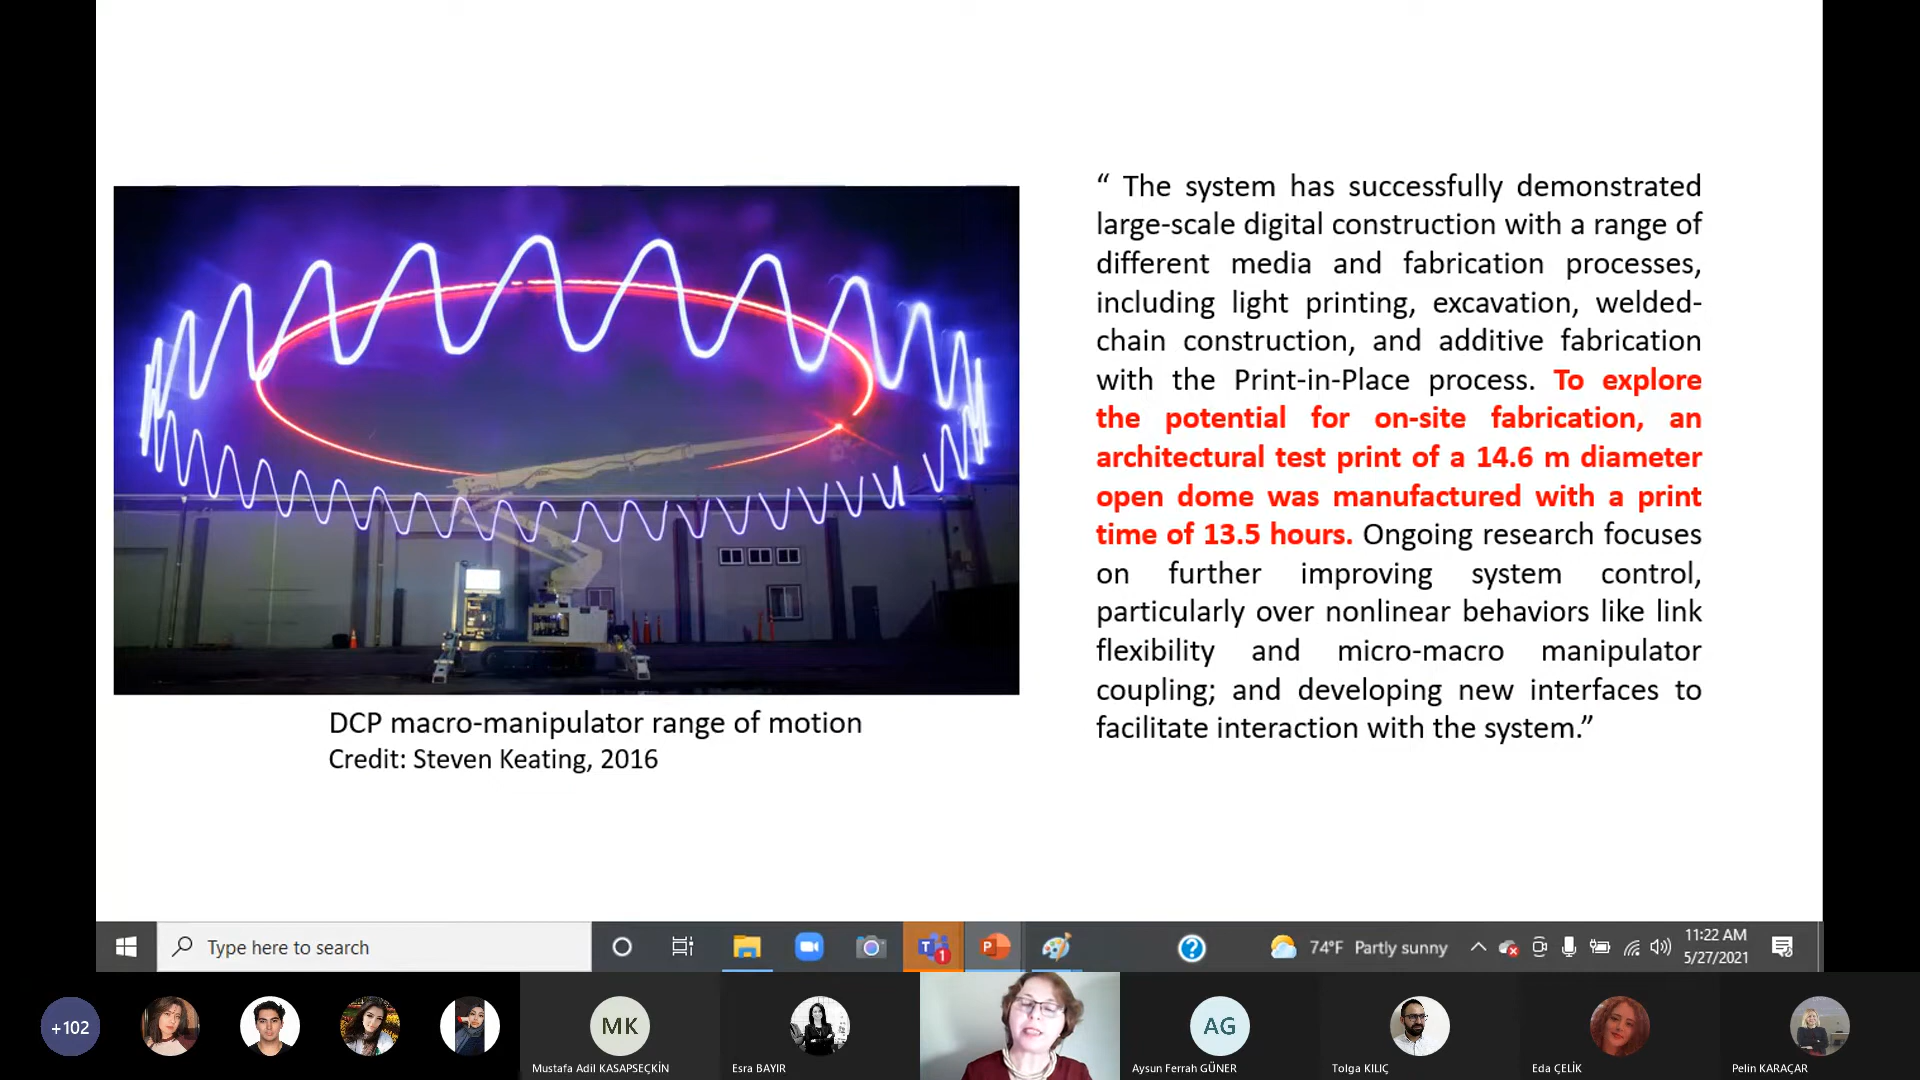 “ The system has successfully demonstrated
large-scale digital construction with a range of
different media and fabrication processes,
including light printing, excavation, welded-
chain construction, and additive fabrication
with the Print-in-Place process. To explore
the potential for on-site fabrication, an
architectural test print of a 14.6 m diameter
open dome was manufactured with a print
time of 13.5 hours. Ongoing research focuses
on further improving system control,
particularly over nonlinear behaviors like link
flexibility and micro-macro manipulator
coupling; and developing new interfaces to
facilitate interaction with the system.”
DCP macro-manipulator range of motion
Credit: Steven Keating, 2016
Type here to search
1
74°F Partly sunny
11:22 AM
5/27/2021
+102
MK
AG
Mustafa Adil KASAPSEÇKİN
Esra BAYIR
Aysun Ferrah GÜNER
Tolga KILIÇ
Eda ÇELİK
Pelin KARAÇAR